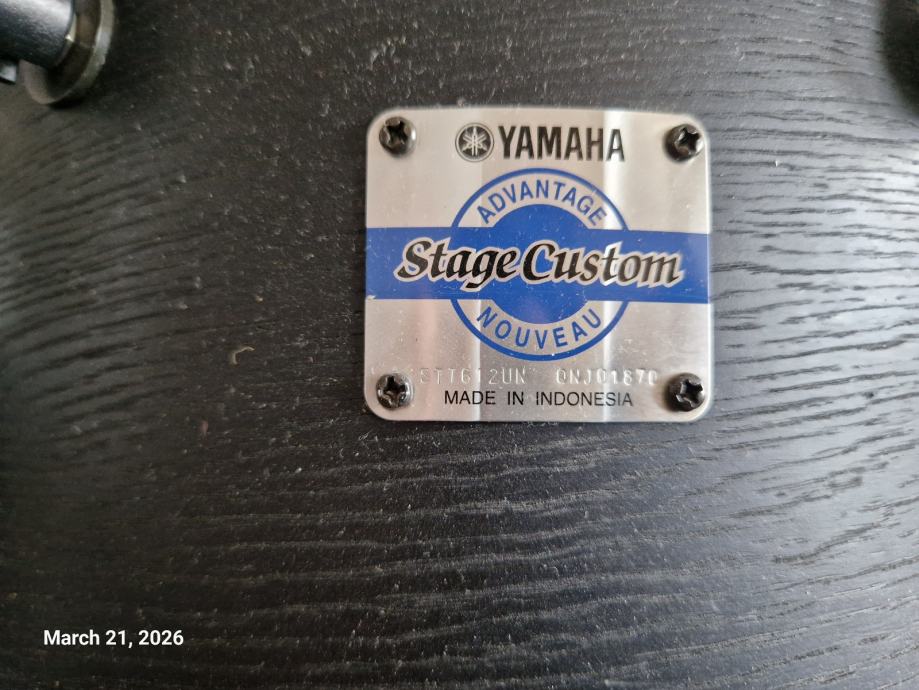 YAMAHA
ADVANTAGE
Stage Custom
NOUVEAU
MADE IN INDONESIA
March 21, 2026